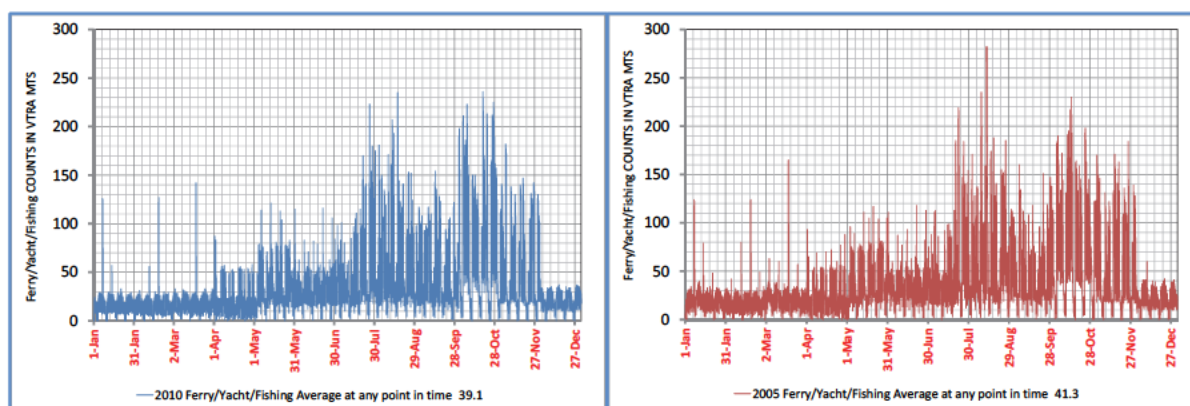 Ferry/Yacht/Fishing COUNTS IN VTRA MTS
300
250
200
150
100
50
0
1-Jan
31-Jan
2-Mar
1-Apr
1-May
31-May
30-Jun
30-Jul
29-Aug
28-Sep
28-Oct
27-Nov
27-Dec
2010 Ferry/Yacht/Fishing Average at any point in time 39.1
Ferry/Yacht/Fishing COUNTS IN VTRA MTS
300
250
200
150
100
50
0
1-Jan
31-Jan
2-Mar
1-Apr
1-May
31-May
30-Jun
30-Jul
29-Aug
28-Sep
28-Oct
27-Nov
27-Dec
2005 Ferry/Yacht/Fishing Average at any point in time 41.3